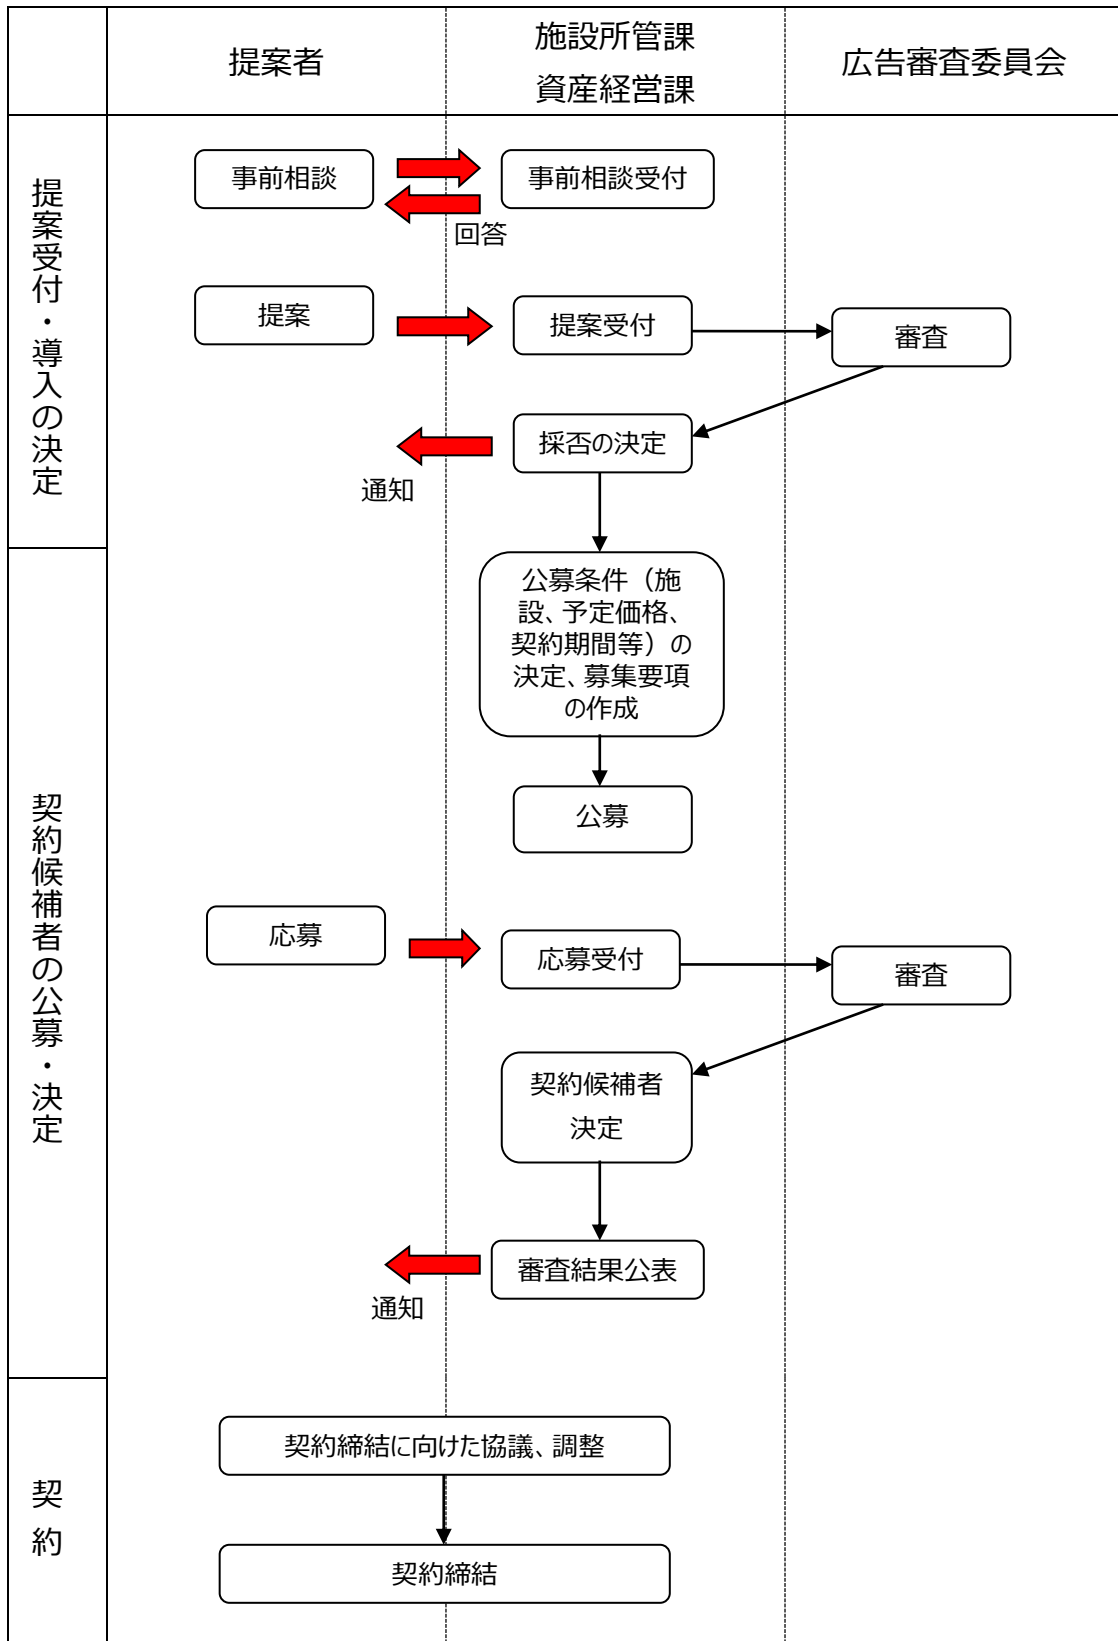 提案者
施設所管課
資産経営課
広告審査委員会
提案受付・導入の決定
事前相談
事前相談受付
回答
提案
提案受付
審査
採否の決定
通知
契約候補者の公募・決定
公募条件（施
設、予定価格、
契約期間等）の
決定、募集要項
の作成
公募
応募
応募受付
審査
契約候補者
決定
審査結果公表
通知
契約
契約締結に向けた協議、調整
契約締結